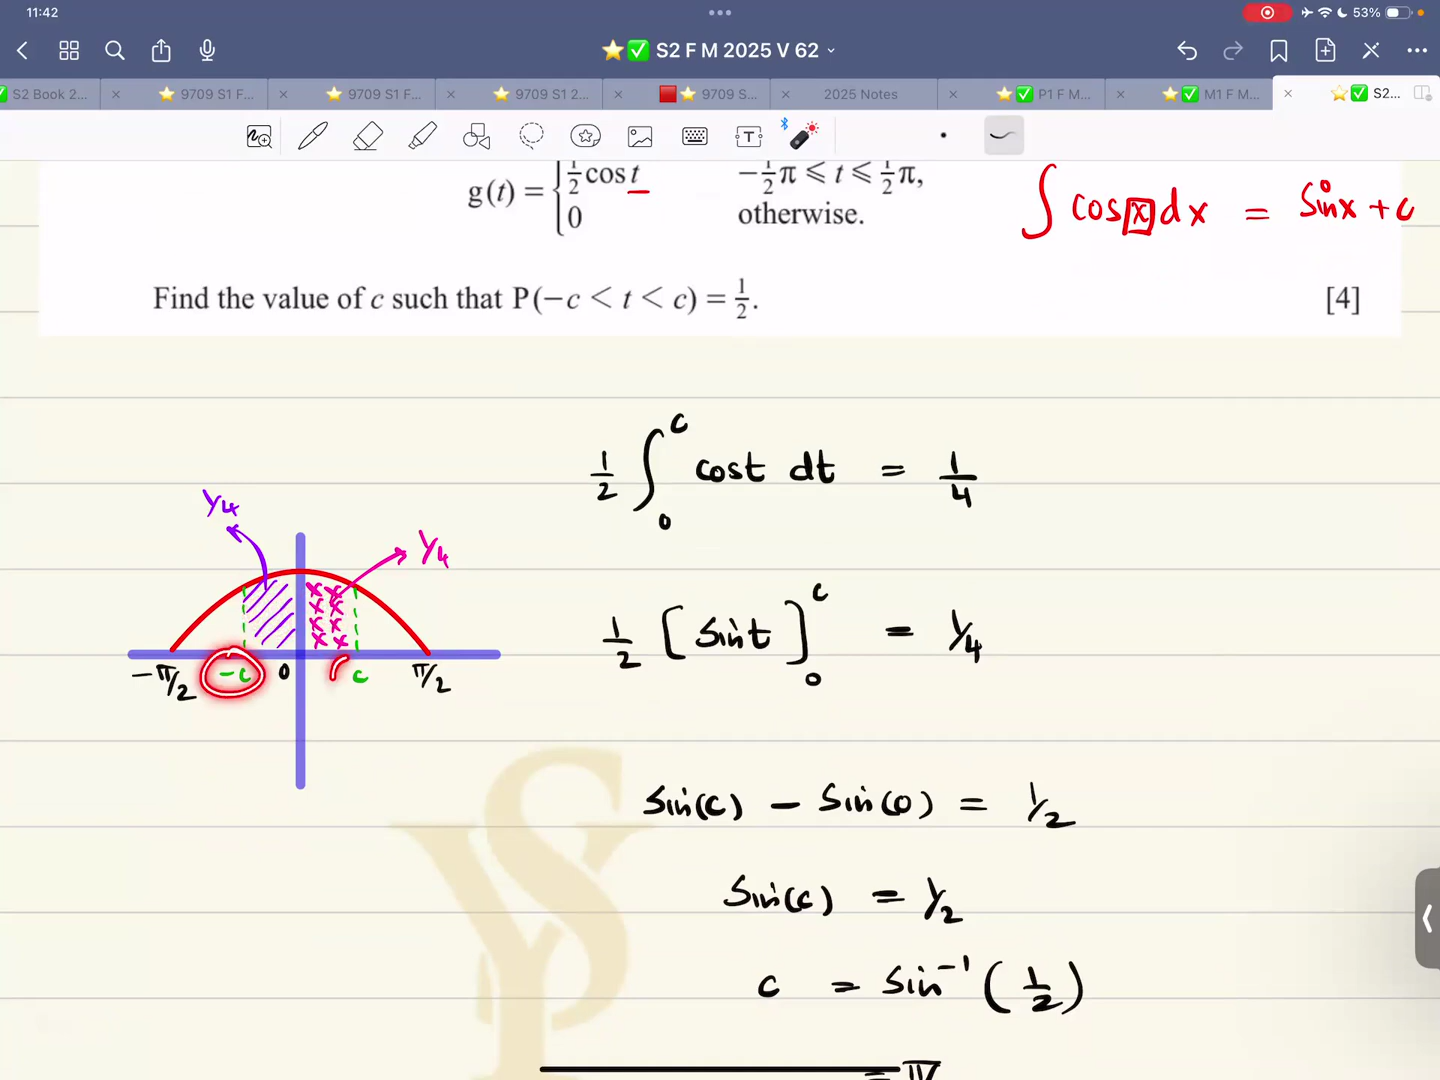 11:42
53%
⭐✅ S2 F M 2025 V 62
S2 Book 2...
⭐ 9709 S1 F...
⭐ 9709 S1 F...
⭐ 9709 S1 2...
🟥⭐ 9709 S...
2025 Notes
⭐✅ P1 F M...
⭐✅ M1 F M...
⭐✅ S2...
g(t) = { ½ cos t   −½π ⩽ t ⩽ ½π,
0   otherwise.
∫ cos x dx = sinx + c
Find the value of c such that P(−c < t < c) = ½.   [4]
½ ∫₀ᶜ cost dt = 1/4
1/4
1/4
−π/2   −c   0   c   π/2
½ [sint]₀ᶜ = 1/4
sin(c) − sin(0) = 1/2
sin(c) = 1/2
c = sin⁻¹(1/2)
= π